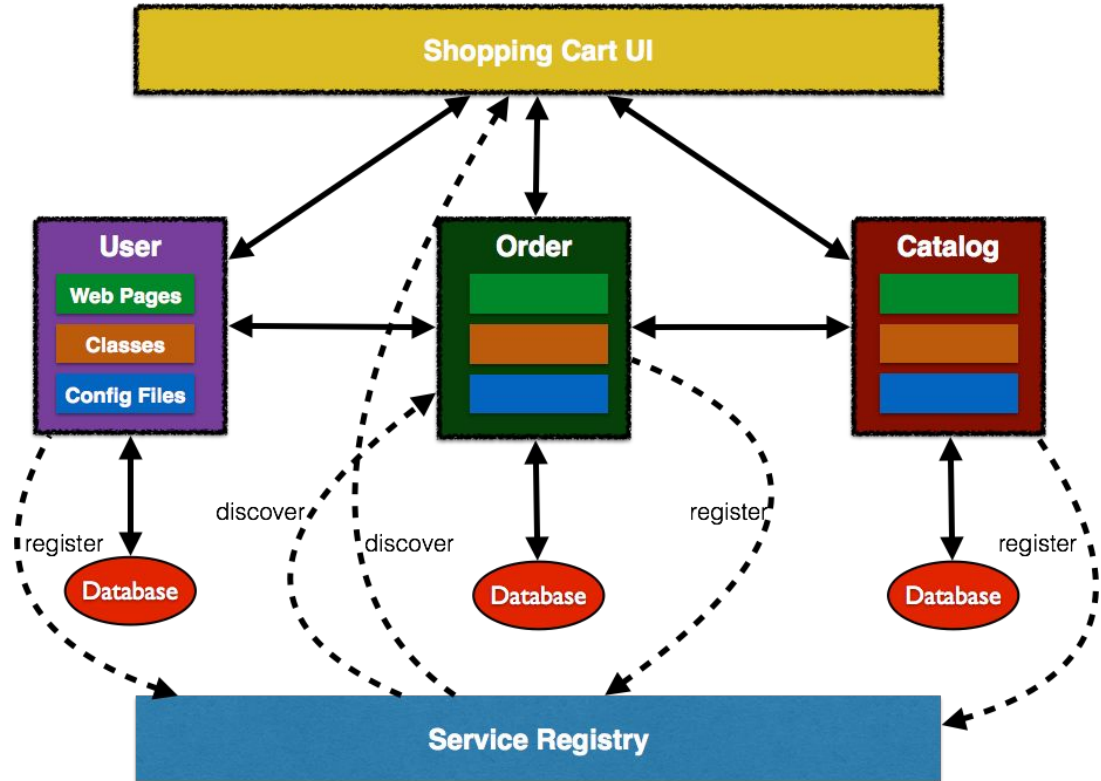 Shopping Cart UI
User
Order
Catalog
Web Pages
Classes
Config Files
discover
register
register
discover
register
Database
Database
Database
Service Registry